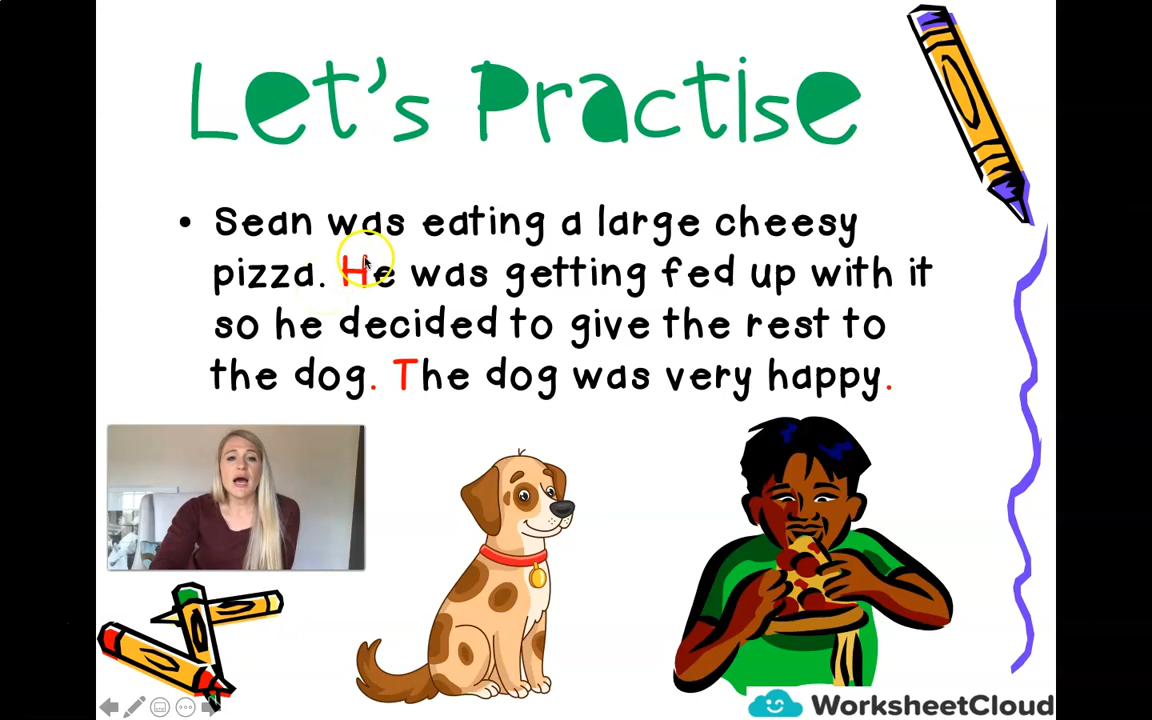 Let's Practise
• Sean was eating a large cheesy
pizza. He was getting fed up with it
so he decided to give the rest to
the dog. The dog was very happy.
WorksheetCloud